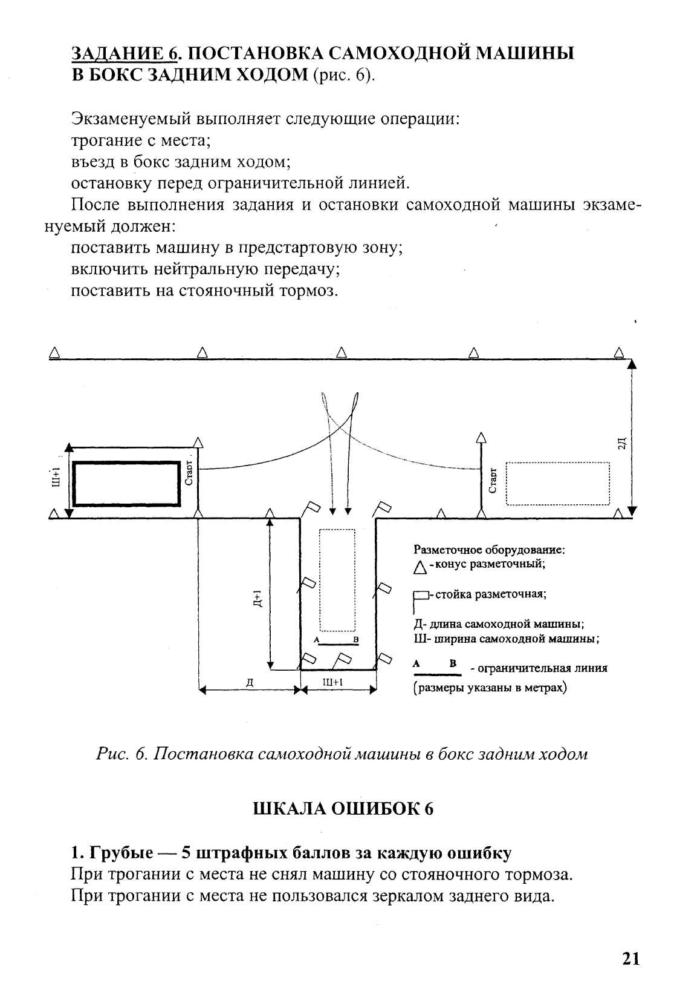 ЗАДАНИЕ 6. ПОСТАНОВКА САМОХОДНОЙ МАШИНЫ
В БОКС ЗАДНИМ ХОДОМ (рис. 6).
Экзаменуемый выполняет следующие операции:
трогание с места;
въезд в бокс задним ходом;
остановку перед ограничительной линией.
После выполнения задания и остановки самоходной машины экзаме-
нуемый должен:
поставить машину в предстартовую зону;
включить нейтральную передачу;
поставить на стояночный тормоз.
2Д
Ш+1
Старт
Старт
Д+1
А В
Д
Ш+1
Разметочное оборудование:
- конус разметочный;
- стойка разметочная;
Д- длина самоходной машины;
Ш- ширина самоходной машины;
А В - ограничительная линия
(размеры указаны в метрах)
Рис. 6. Постановка самоходной машины в бокс задним ходом
ШКАЛА ОШИБОК 6
1. Грубые — 5 штрафных баллов за каждую ошибку
При трогании с места не снял машину со стояночного тормоза.
При трогании с места не пользовался зеркалом заднего вида.
21